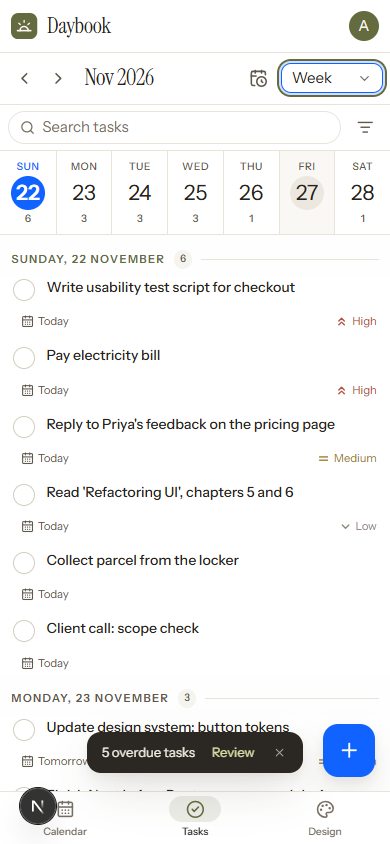 Daybook
A
Nov 2026
Week
Search tasks
SUN MON TUE WED THU FRI SAT
22 23 24 25 26 27 28
6 3 3 3 1 1
SUNDAY, 22 NOVEMBER 6
Write usability test script for checkout
Today High
Pay electricity bill
Today High
Reply to Priya's feedback on the pricing page
Today Medium
Read 'Refactoring UI', chapters 5 and 6
Today Low
Collect parcel from the locker
Today
Client call: scope check
Today
MONDAY, 23 NOVEMBER 3
Update design system: button tokens
Tomorrow
5 overdue tasks Review
N
Calendar Tasks Design